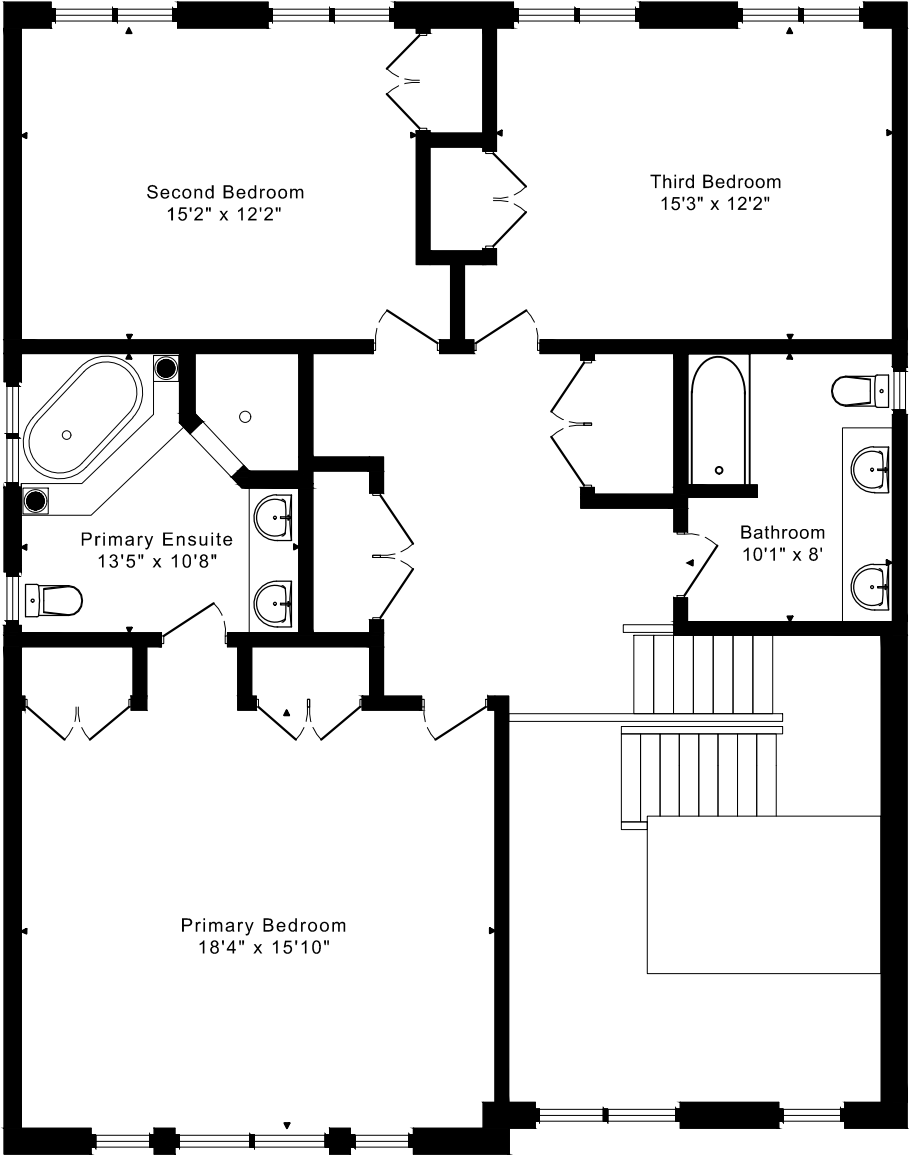 Second Bedroom
15'2" x 12'2"
Third Bedroom
15'3" x 12'2"
Primary Ensuite
13'5" x 10'8"
Bathroom
10'1" x 8'
Primary Bedroom
18'4" x 15'10"